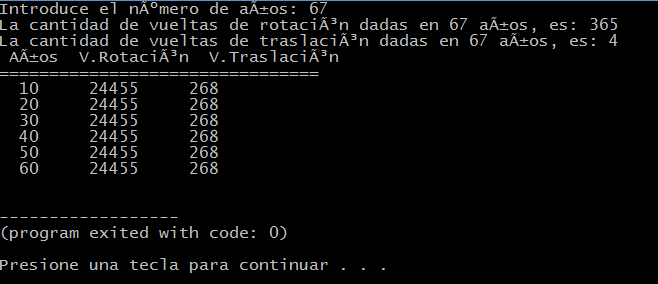 Introduce el nÃºmero de aÃ±os: 67
La cantidad de vueltas de rotaciÃ³n dadas en 67 aÃ±os, es: 365
La cantidad de vueltas de traslaciÃ³n dadas en 67 aÃ±os, es: 4
AÃ±os V.RotaciÃ³n V.TraslaciÃ³n
================================
10 24455 268
20 24455 268
30 24455 268
40 24455 268
50 24455 268
60 24455 268
------------------
(program exited with code: 0)
Presione una tecla para continuar . . .